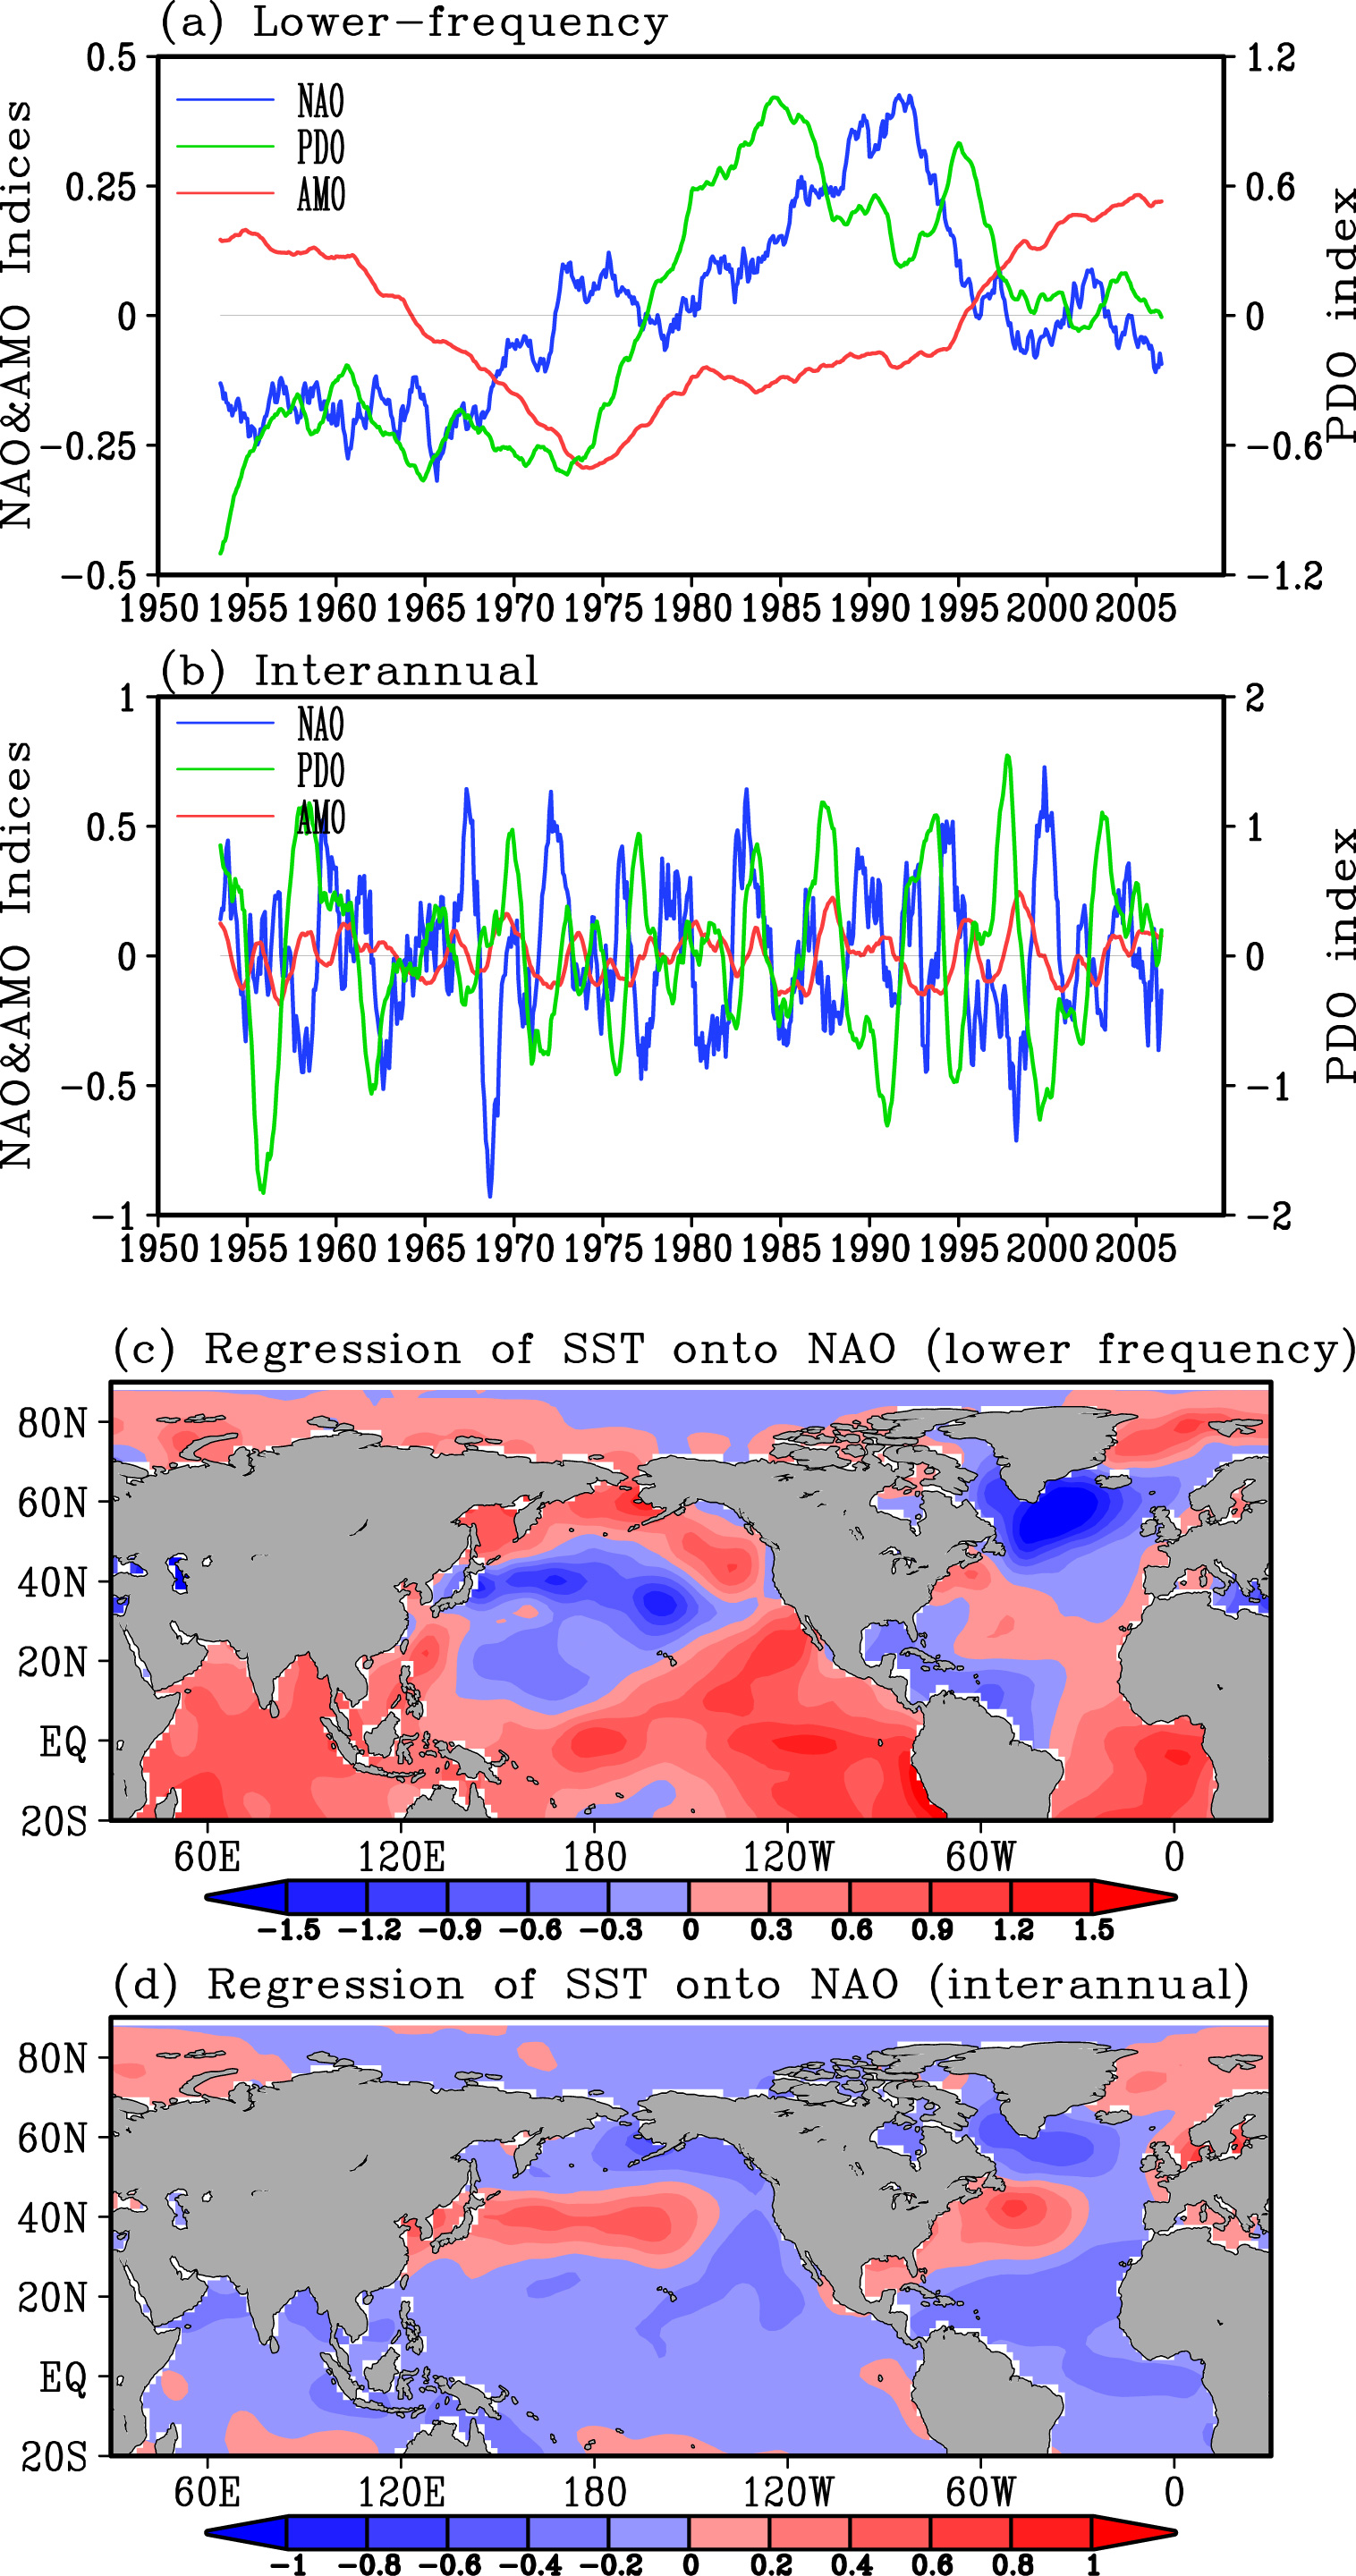 (a) Lower-frequency
NAO&AMO Indices
PDO index
0.5
0.25
0
-0.25
-0.5
1.2
0.6
0
-0.6
-1.2
NAO
PDO
AMO
1950 1955 1960 1965 1970 1975 1980 1985 1990 1995 2000 2005
(b) Interannual
NAO&AMO Indices
PDO index
1
0.5
0
-0.5
-1
2
1
0
-1
-2
NAO
PDO
AMO
1950 1955 1960 1965 1970 1975 1980 1985 1990 1995 2000 2005
(c) Regression of SST onto NAO (lower frequency)
80N
60N
40N
20N
EQ
20S
60E 120E 180 120W 60W 0
-1.5 -1.2 -0.9 -0.6 -0.3 0 0.3 0.6 0.9 1.2 1.5
(d) Regression of SST onto NAO (interannual)
80N
60N
40N
20N
EQ
20S
60E 120E 180 120W 60W 0
-1 -0.8 -0.6 -0.4 -0.2 0 0.2 0.4 0.6 0.8 1